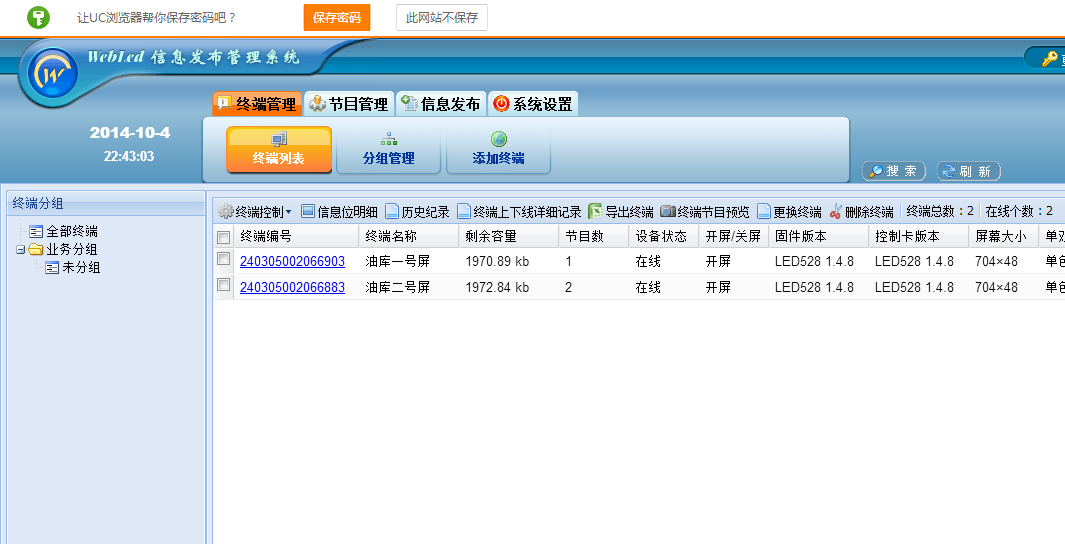 让UC浏览器帮你保存密码吧？ 保存密码 此网站不保存
WebLed 信息发布管理系统
终端管理 节目管理 信息发布 系统设置
2014-10-4
22:43:03
终端列表 分组管理 添加终端
搜 索 刷 新
终端分组
全部终端
业务分组
未分组
终端控制 信息位明细 历史纪录 终端上下线详细记录 导出终端 终端节目预览 更换终端 删除终端 终端总数：2 在线个数：2
终端编号 终端名称 剩余容量 节目数 设备状态 开屏/关屏 固件版本 控制卡版本 屏幕大小 单
240305002066903 油库一号屏 1970.89 kb 1 在线 开屏 LED528 1.4.8 LED528 1.4.8 704×48 单
240305002066883 油库二号屏 1972.84 kb 2 在线 开屏 LED528 1.4.8 LED528 1.4.8 704×48 单